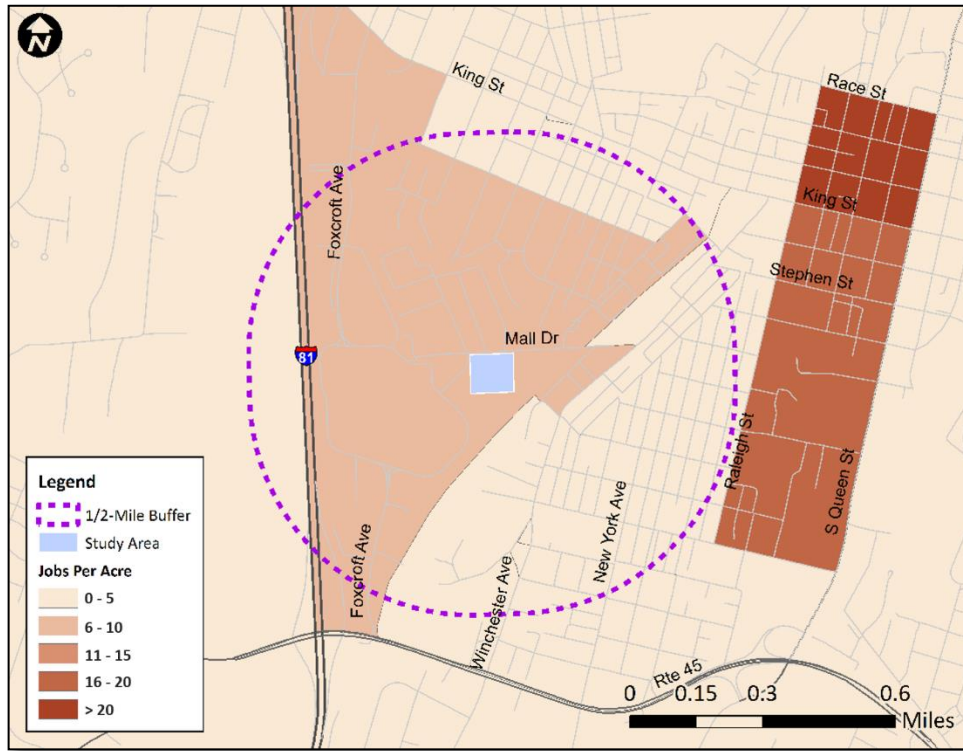 N
King St
Race St
Foxcroft Ave
King St
Stephen St
Mall Dr
81
Raleigh St
S Queen St
New York Ave
Foxcroft Ave
Winchester Ave
Rte 45
Legend
1/2-Mile Buffer
Study Area
Jobs Per Acre
0 - 5
6 - 10
11 - 15
16 - 20
> 20
0 0.15 0.3 0.6
Miles